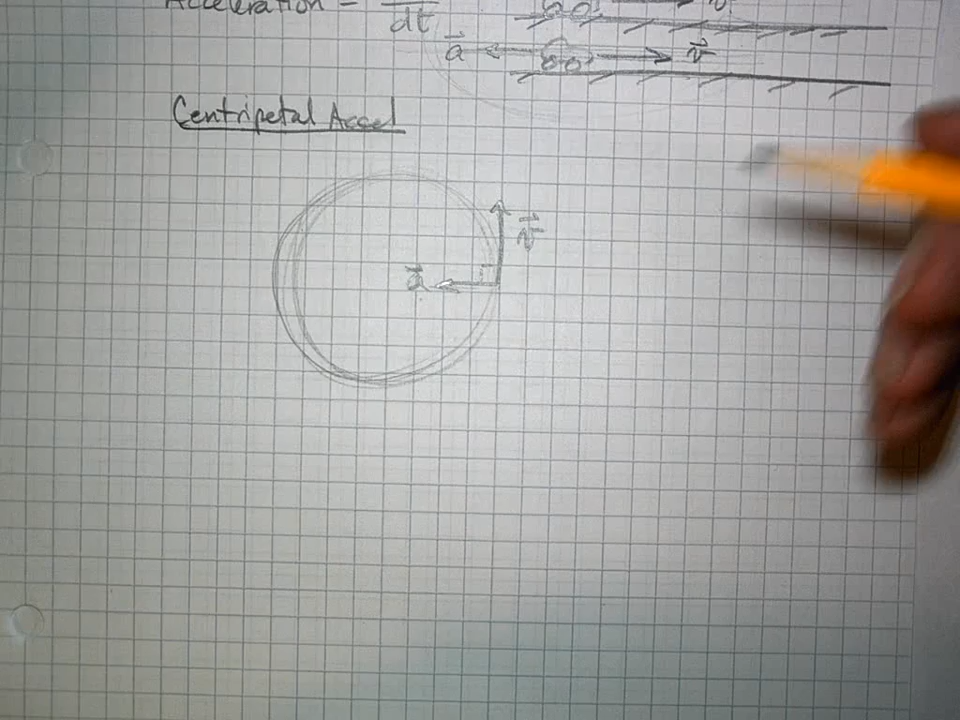 Acceleration = dt
v
a v
Centripetal Accel
v
a